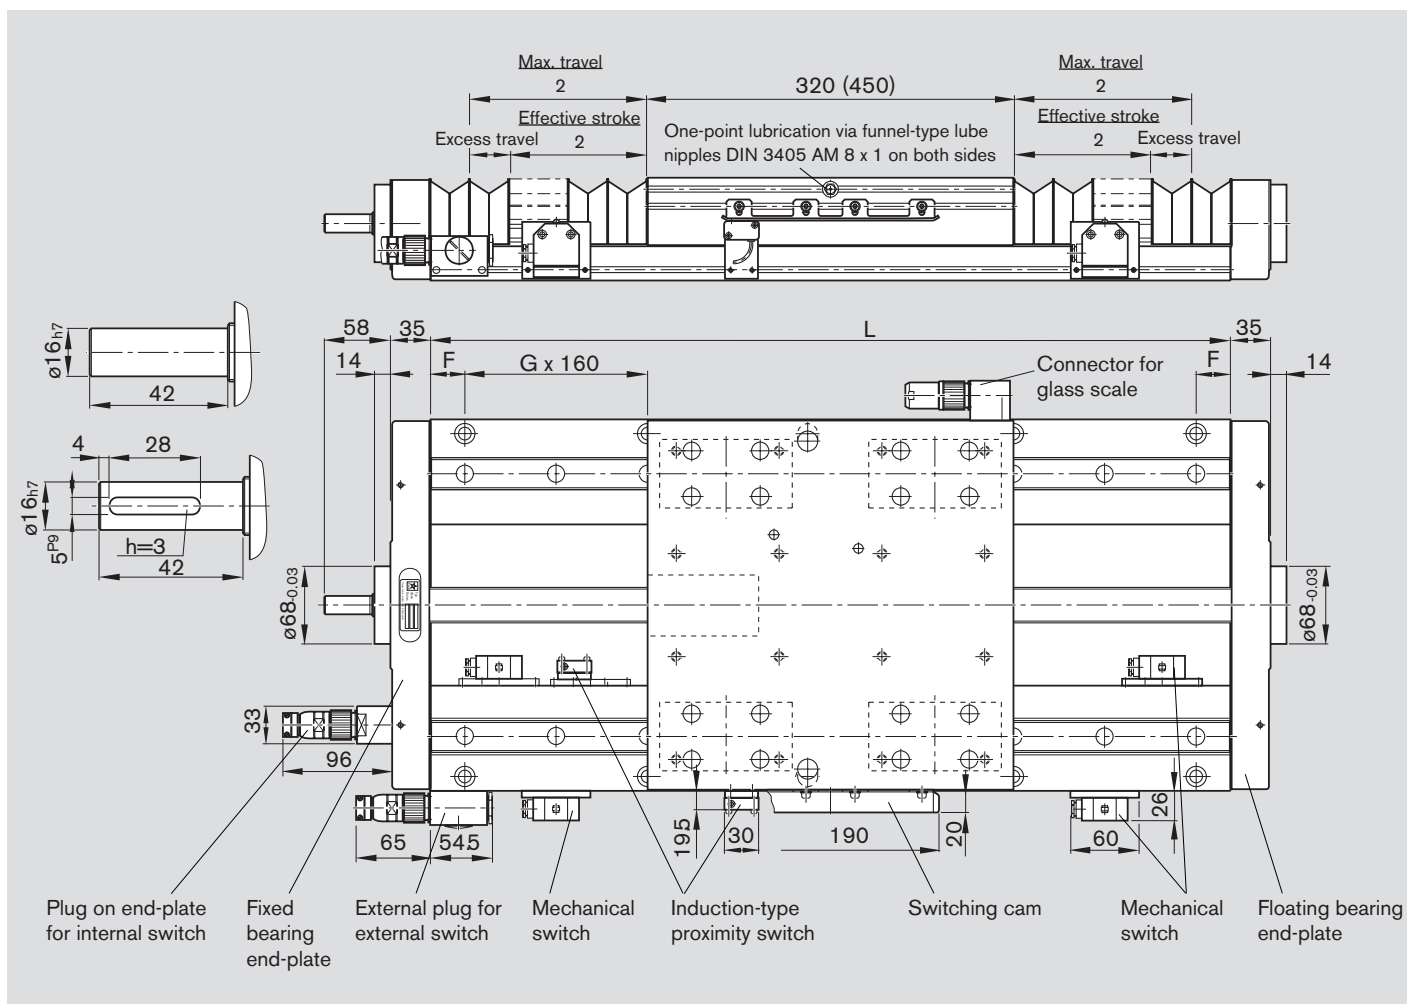 Max. travel
2
320 (450)
Max. travel
2
Effective stroke
2
Excess travel
One-point lubrication via funnel-type lube
nipples DIN 3405 AM 8 x 1 on both sides
Effective stroke
2
Excess travel
58
35
L
35
ø16h7
14
F
G x 160
Connector for
glass scale
F
14
42
4
28
ø16h7
5P9
h=3
42
ø68-0.03
ø68-0.03
33
96
65
54.5
19.5
30
190
20
60
26
Plug on end-plate
for internal switch
Fixed
bearing
end-plate
External plug for
external switch
Mechanical
switch
Induction-type
proximity switch
Switching cam
Mechanical
switch
Floating bearing
end-plate